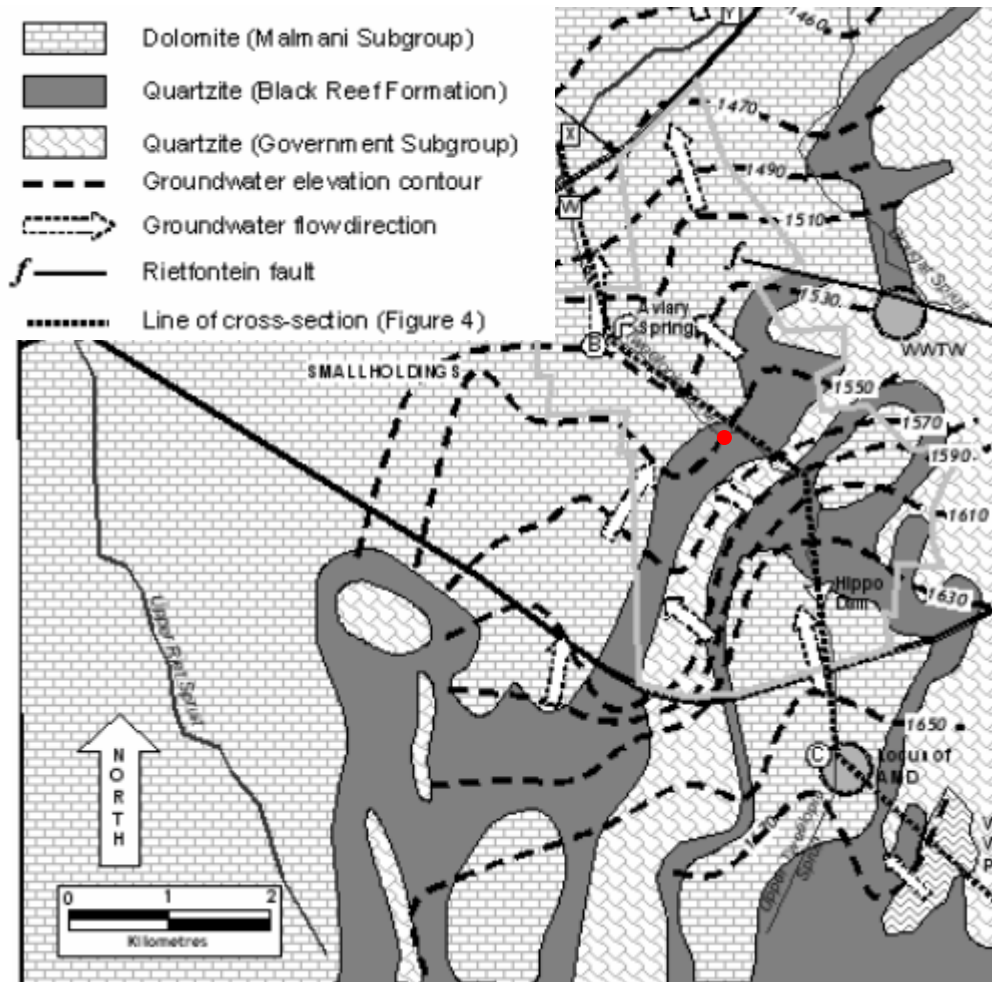 Dolomite (Malmani Subgroup)
Quartzite (Black Reef Formation)
Quartzite (Government Subgroup)
Groundwater elevation contour
Groundwater flow direction
f
Rietfontein fault
Line of cross-section (Figure 4)
Y
1460
1470
X
1490
W
1510
f
1530
Aviary
Spring
B
WWTW
SMALLHOLDINGS
1550
1570
1590
1610
Hippo
Dam
1630
Upper Riet Spruit
1650
C
Locus of
AMD
NORTH
0 1 2
Kilometres